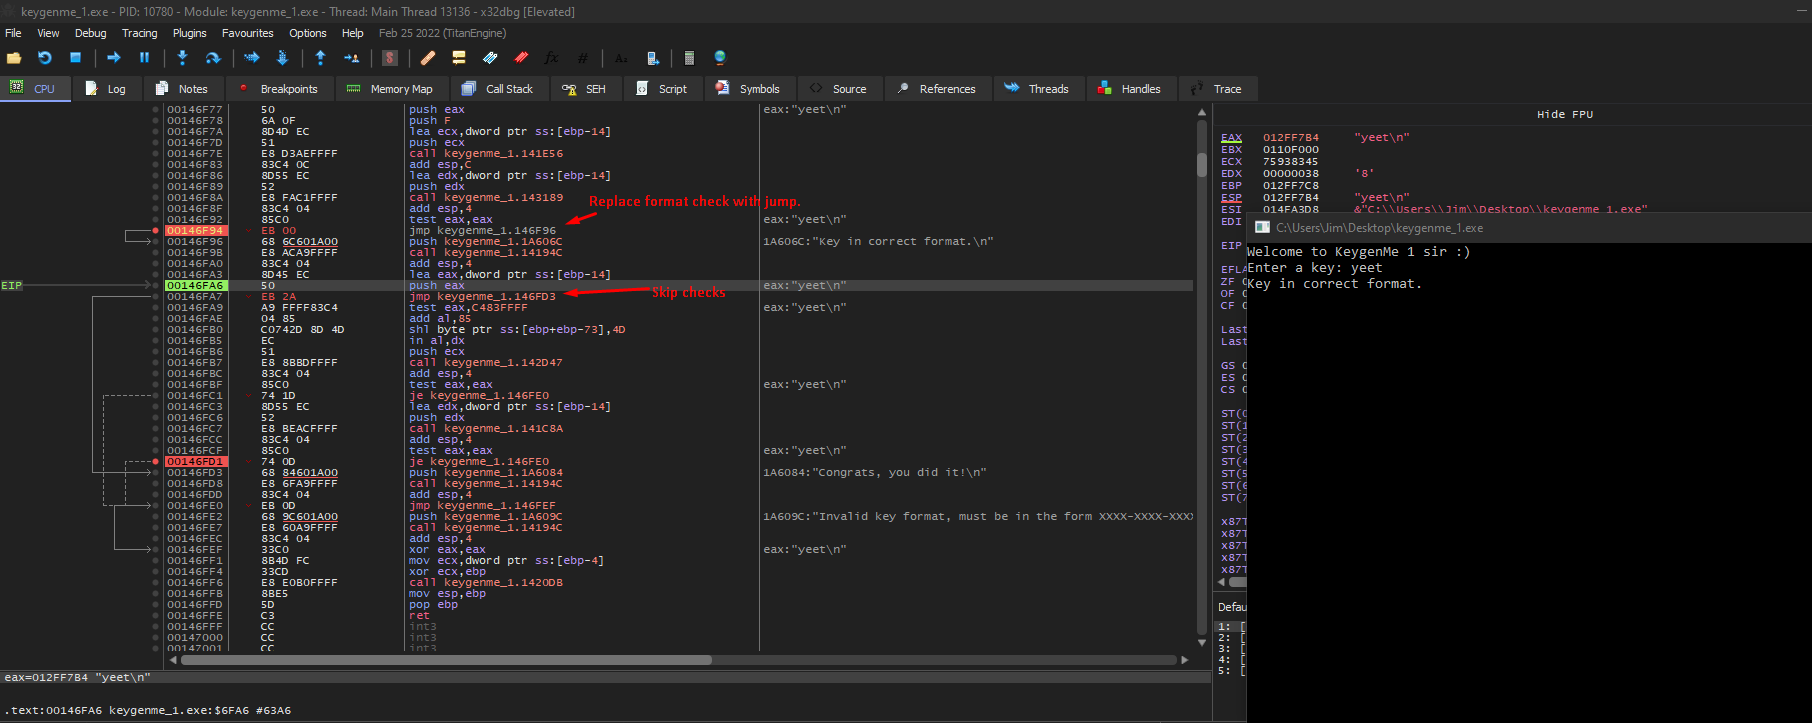 keygenme_1.exe - PID: 10780 - Module: keygenme_1.exe - Thread: Main Thread 13136 - x32dbg [Elevated]
File View Debug Tracing Plugins Favourites Options Help Feb 25 2022 (TitanEngine)
CPU Log Notes Breakpoints Memory Map Call Stack SEH Script Symbols Source References Threads Handles Trace
00146F77 50 push eax eax:"yeet\n"
00146F78 6A 0F push F
00146F7A 8D4D EC lea ecx,dword ptr ss:[ebp-14]
00146F7D 51 push ecx
00146F7E E8 D3AEFFFF call keygenme_1.141E56
00146F83 83C4 0C add esp,C
00146F86 8D55 EC lea edx,dword ptr ss:[ebp-14]
00146F89 52 push edx
00146F8A E8 FAC1FFFF call keygenme_1.143189
00146F8F 83C4 04 add esp,4
Replace format check with jump.
00146F92 85C0 test eax,eax eax:"yeet\n"
00146F94 EB 00 jmp keygenme_1.146F96
00146F96 68 6C601A00 push keygenme_1.1A606C 1A606C:"Key in correct format.\n"
00146F9B E8 ACA9FFFF call keygenme_1.14194C
00146FA0 83C4 04 add esp,4
00146FA3 8D45 EC lea eax,dword ptr ss:[ebp-14]
EIP 00146FA6 50 push eax eax:"yeet\n"
00146FA7 EB 2A jmp keygenme_1.146FD3
Skip checks
00146FA9 A9 FFFF83C4 test eax,C483FFFF eax:"yeet\n"
00146FAE 04 85 add al,85
00146FB0 C0742D 8D 4D shl byte ptr ss:[ebp+ebp-73],4D
00146FB5 EC in al,dx
00146FB6 51 push ecx
00146FB7 E8 8BBDFFFF call keygenme_1.142D47
00146FBC 83C4 04 add esp,4
00146FBF 85C0 test eax,eax eax:"yeet\n"
00146FC1 74 1D je keygenme_1.146FE0
00146FC3 8D55 EC lea edx,dword ptr ss:[ebp-14]
00146FC6 52 push edx
00146FC7 E8 BEACFFFF call keygenme_1.141C8A
00146FCC 83C4 04 add esp,4
00146FCF 85C0 test eax,eax eax:"yeet\n"
00146FD1 74 0D je keygenme_1.146FE0
00146FD3 68 84601A00 push keygenme_1.1A6084 1A6084:"Congrats, you did it!\n"
00146FD8 E8 6FA9FFFF call keygenme_1.14194C
00146FDD 83C4 04 add esp,4
00146FE0 EB 0D jmp keygenme_1.146FEF
00146FE2 68 9C601A00 push keygenme_1.1A609C 1A609C:"Invalid key format, must be in the form XXXX-XXXX-XXX
00146FE7 E8 60A9FFFF call keygenme_1.14194C
00146FEC 83C4 04 add esp,4
00146FEF 33C0 xor eax,eax eax:"yeet\n"
00146FF1 8B4D FC mov ecx,dword ptr ss:[ebp-4]
00146FF4 33CD xor ecx,ebp
00146FF6 E8 E0B0FFFF call keygenme_1.1420DB
00146FFB 8BE5 mov esp,ebp
00146FFD 5D pop ebp
00146FFE C3 ret
00146FFF CC int3
00147000 CC int3
00147001 CC int3
Hide FPU
EAX 012FF7B4 "yeet\n"
EBX 0110F000
ECX 75938345
EDX 00000038 '8'
EBP 012FF7C8
ESP 012FF7B4 "yeet\n"
ESI 014FA3D8 &"C:\\Users\\Jim\\Desktop\\keygenme_1.exe"
EDI
EIP
EFLA
ZF 0
OF 0
CF 0
Last
Last
GS 0
ES 0
CS 0
ST(0
ST(1
ST(2
ST(3
ST(4
ST(5
ST(6
ST(7
x87T
x87T
x87T
x87T
x87T
Defau
1: [
2: [
3: [
4: [
5: [
C:\Users\Jim\Desktop\keygenme_1.exe
Welcome to KeygenMe 1 sir :)
Enter a key: yeet
Key in correct format.
eax=012FF7B4 "yeet\n"
.text:00146FA6 keygenme_1.exe:$6FA6 #63A6